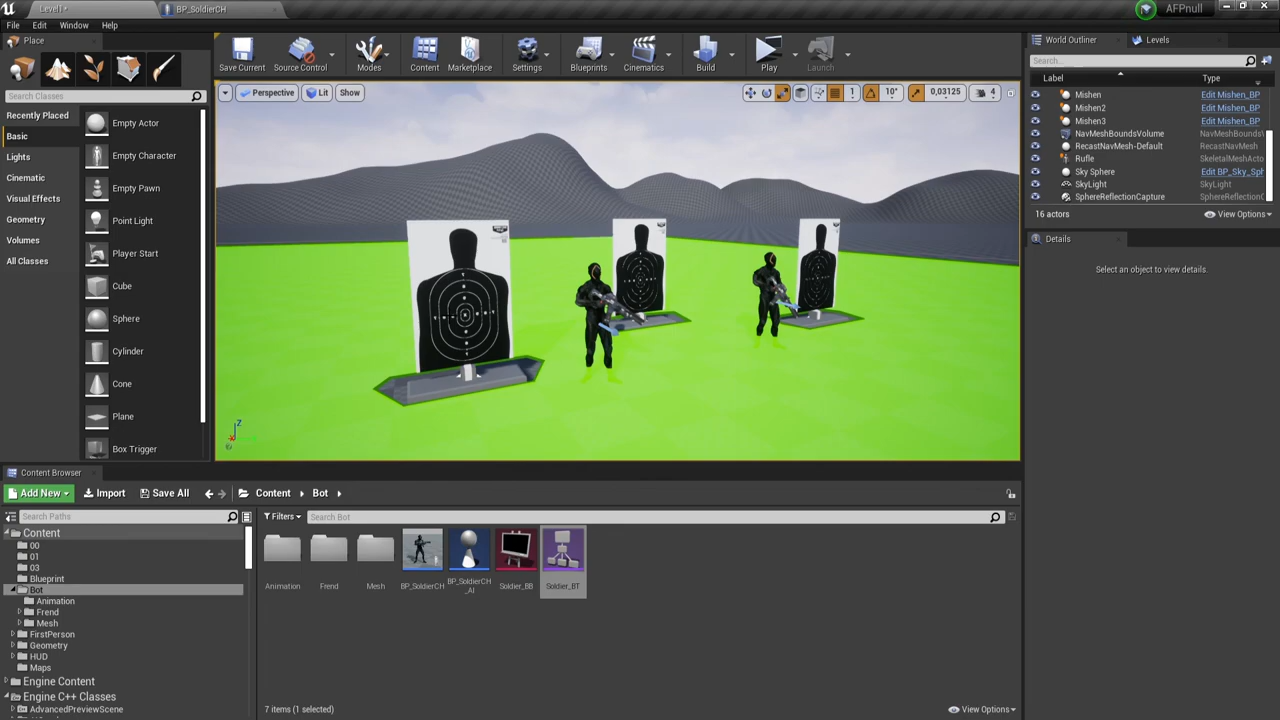 Level1*
BP_SoldierCH
AFPnull
File
Edit
Window
Help
Place
Search Classes
Recently Placed
Basic
Lights
Cinematic
Visual Effects
Geometry
Volumes
All Classes
Empty Actor
Empty Character
Empty Pawn
Point Light
Player Start
Cube
Sphere
Cylinder
Cone
Plane
Box Trigger
Save Current
Source Control
Modes
Content
Marketplace
Settings
Blueprints
Cinematics
Build
Play
Launch
Perspective
Lit
Show
1
10°
0,03125
4
World Outliner
Levels
Search...
Label
Type
Mishen
Edit Mishen_BP
Mishen2
Edit Mishen_BP
Mishen3
Edit Mishen_BP
NavMeshBoundsVolume
NavMeshBoundsV
RecastNavMesh-Default
RecastNavMesh
Rufle
SkeletalMeshActo
Sky Sphere
Edit BP_Sky_Sph
SkyLight
SkyLight
SphereReflectionCapture
SphereReflectionC
16 actors
View Options
Details
Select an object to view details.
Z
Content Browser
Add New
Import
Save All
Content
Bot
Search Paths
Filters
Search Bot
Content
00
01
03
Blueprint
Bot
Animation
Frend
Mesh
FirstPerson
Geometry
HUD
Maps
Engine Content
Engine C++ Classes
AdvancedPreviewScene
Animation
Frend
Mesh
BP_SoldierCH
BP_SoldierCH
_AI
Soldier_BB
Soldier_BT
7 items (1 selected)
View Options